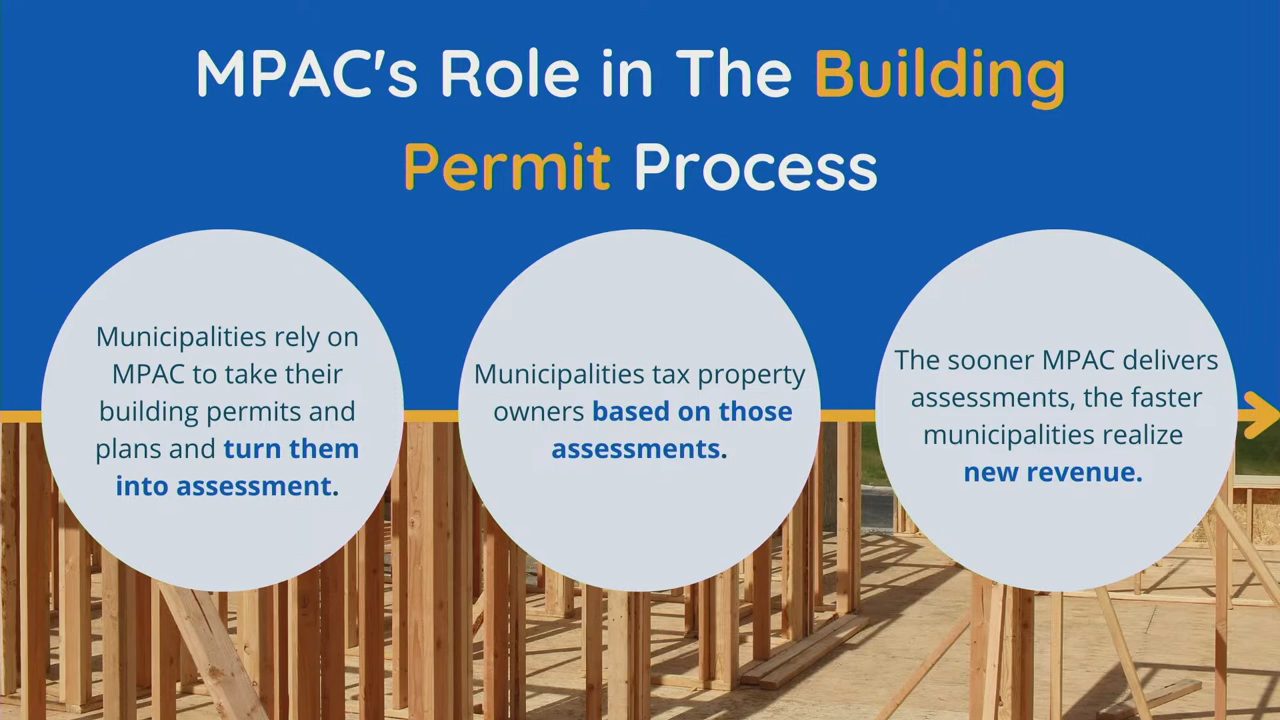 MPAC's Role in The Building
Permit Process
Municipalities rely on
MPAC to take their
building permits and
plans and turn them
into assessment.
Municipalities tax property
owners based on those
assessments.
The sooner MPAC delivers
assessments, the faster
municipalities realize
new revenue.